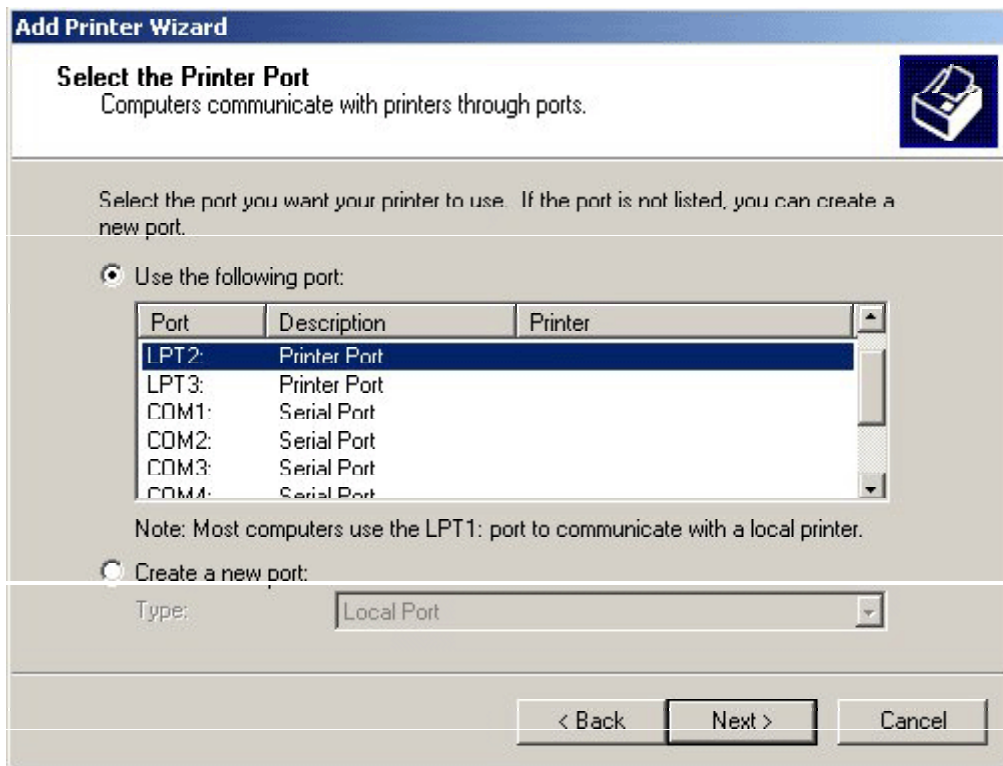 Add Printer Wizard
Select the Printer Port
Computers communicate with printers through ports.
Select the port you want your printer to use. If the port is not listed, you can create a
new port.
Use the following port:
Port Description Printer
LPT2: Printer Port
LPT3: Printer Port
COM1: Serial Port
COM2: Serial Port
COM3: Serial Port
COM4: Serial Port
Note: Most computers use the LPT1: port to communicate with a local printer.
Create a new port:
Type: Local Port
< Back Next > Cancel